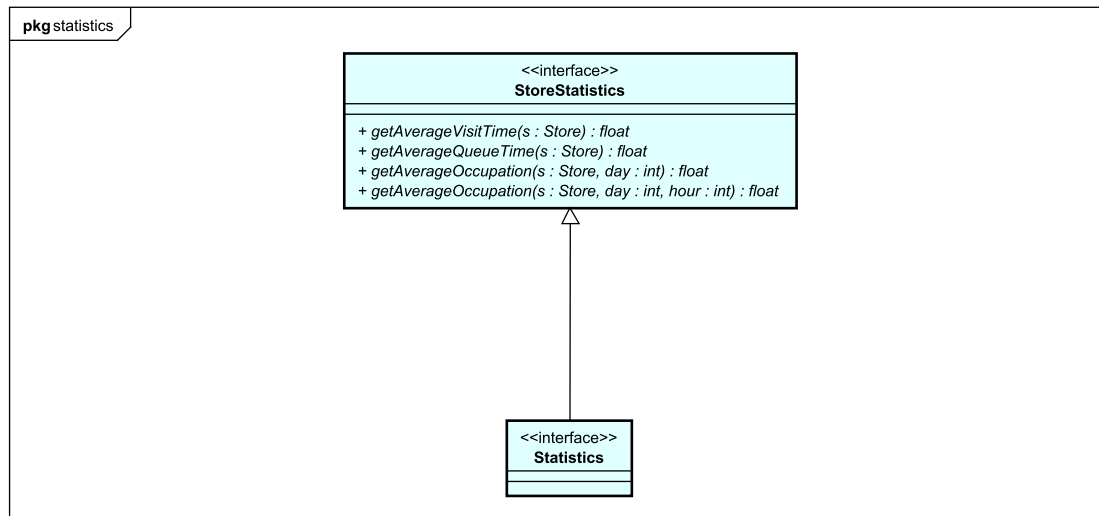 pkg statistics
<<interface>>
StoreStatistics
+ getAverageVisitTime(s : Store) : float
+ getAverageQueueTime(s : Store) : float
+ getAverageOccupation(s : Store, day : int) : float
+ getAverageOccupation(s : Store, day : int, hour : int) : float
<<interface>>
Statistics